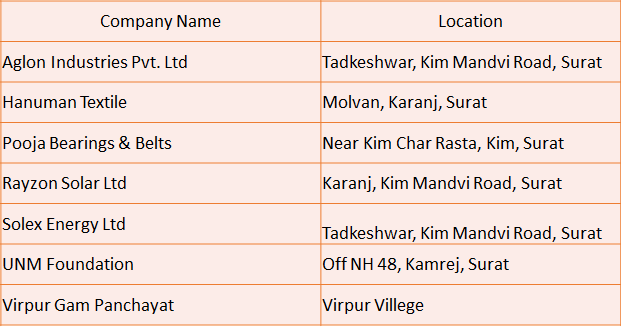 Company Name Location
Aglon Industries Pvt. Ltd Tadkeshwar, Kim Mandvi Road, Surat
Hanuman Textile Molvan, Karanj, Surat
Pooja Bearings & Belts Near Kim Char Rasta, Kim, Surat
Rayzon Solar Ltd Karanj, Kim Mandvi Road, Surat
Solex Energy Ltd Tadkeshwar, Kim Mandvi Road, Surat
UNM Foundation Off NH 48, Kamrej, Surat
Virpur Gam Panchayat Virpur Villege